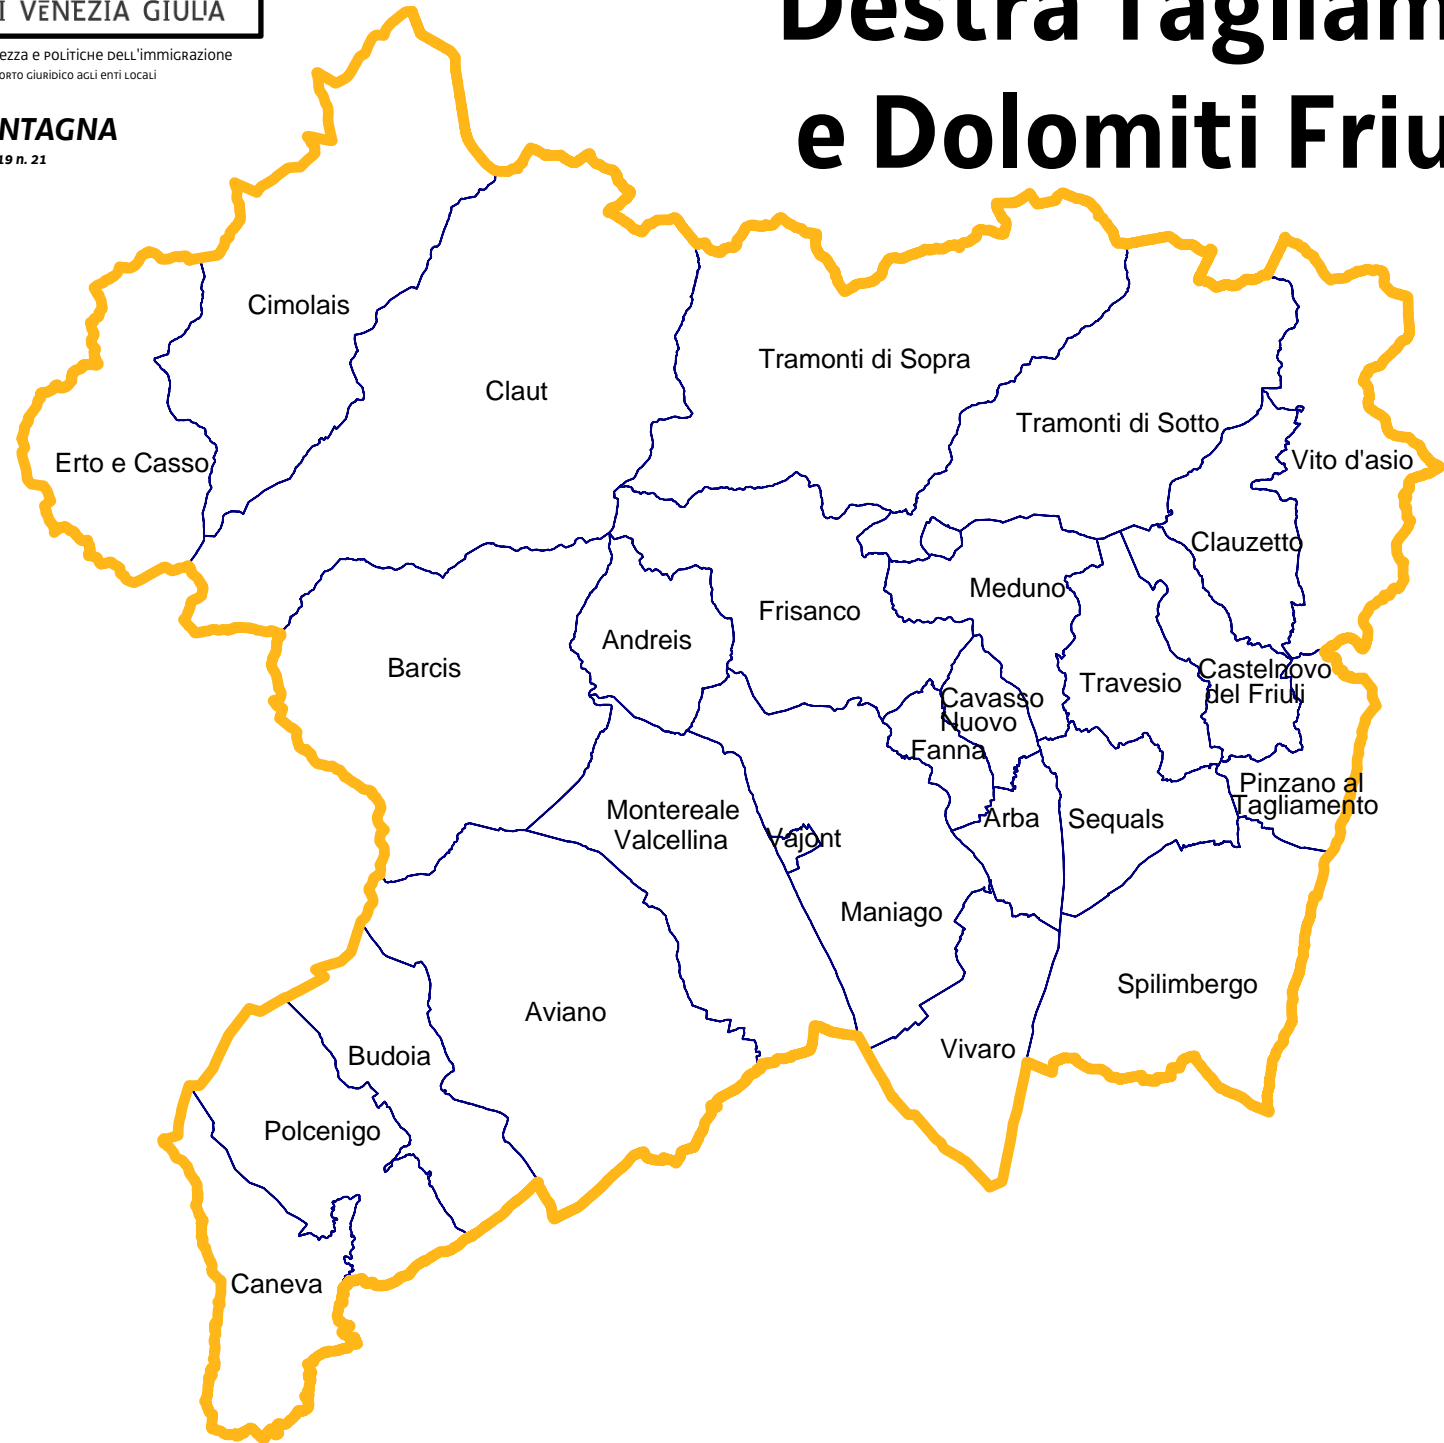 I VENEZIA GIULIA
ezza e POLITICHE DELL'IMMIGRAZIONE
ORTO GIURIDICO AGLI ENTI LOCALI
NTAGNA
19 n. 21
Destra Tagliam
e Dolomiti Friu
Cimolais
Claut
Tramonti di Sopra
Tramonti di Sotto
Erto e Casso
Vito d'asio
Clauzetto
Meduno
Frisanco
Andreis
Barcis
Travesio
Castelnovo
del Friuli
Cavasso
Nuovo
Fanna
Pinzano al
Tagliamento
Montereale
Valcellina
Vajont
Arba
Sequals
Maniago
Spilimbergo
Aviano
Vivaro
Budoia
Polcenigo
Caneva